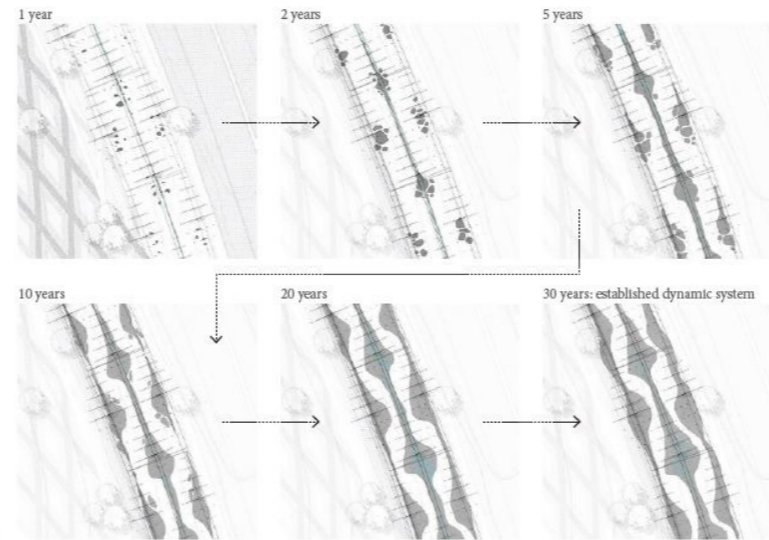 1 year
2 years
5 years
10 years
20 years
30 years: established dynamic system